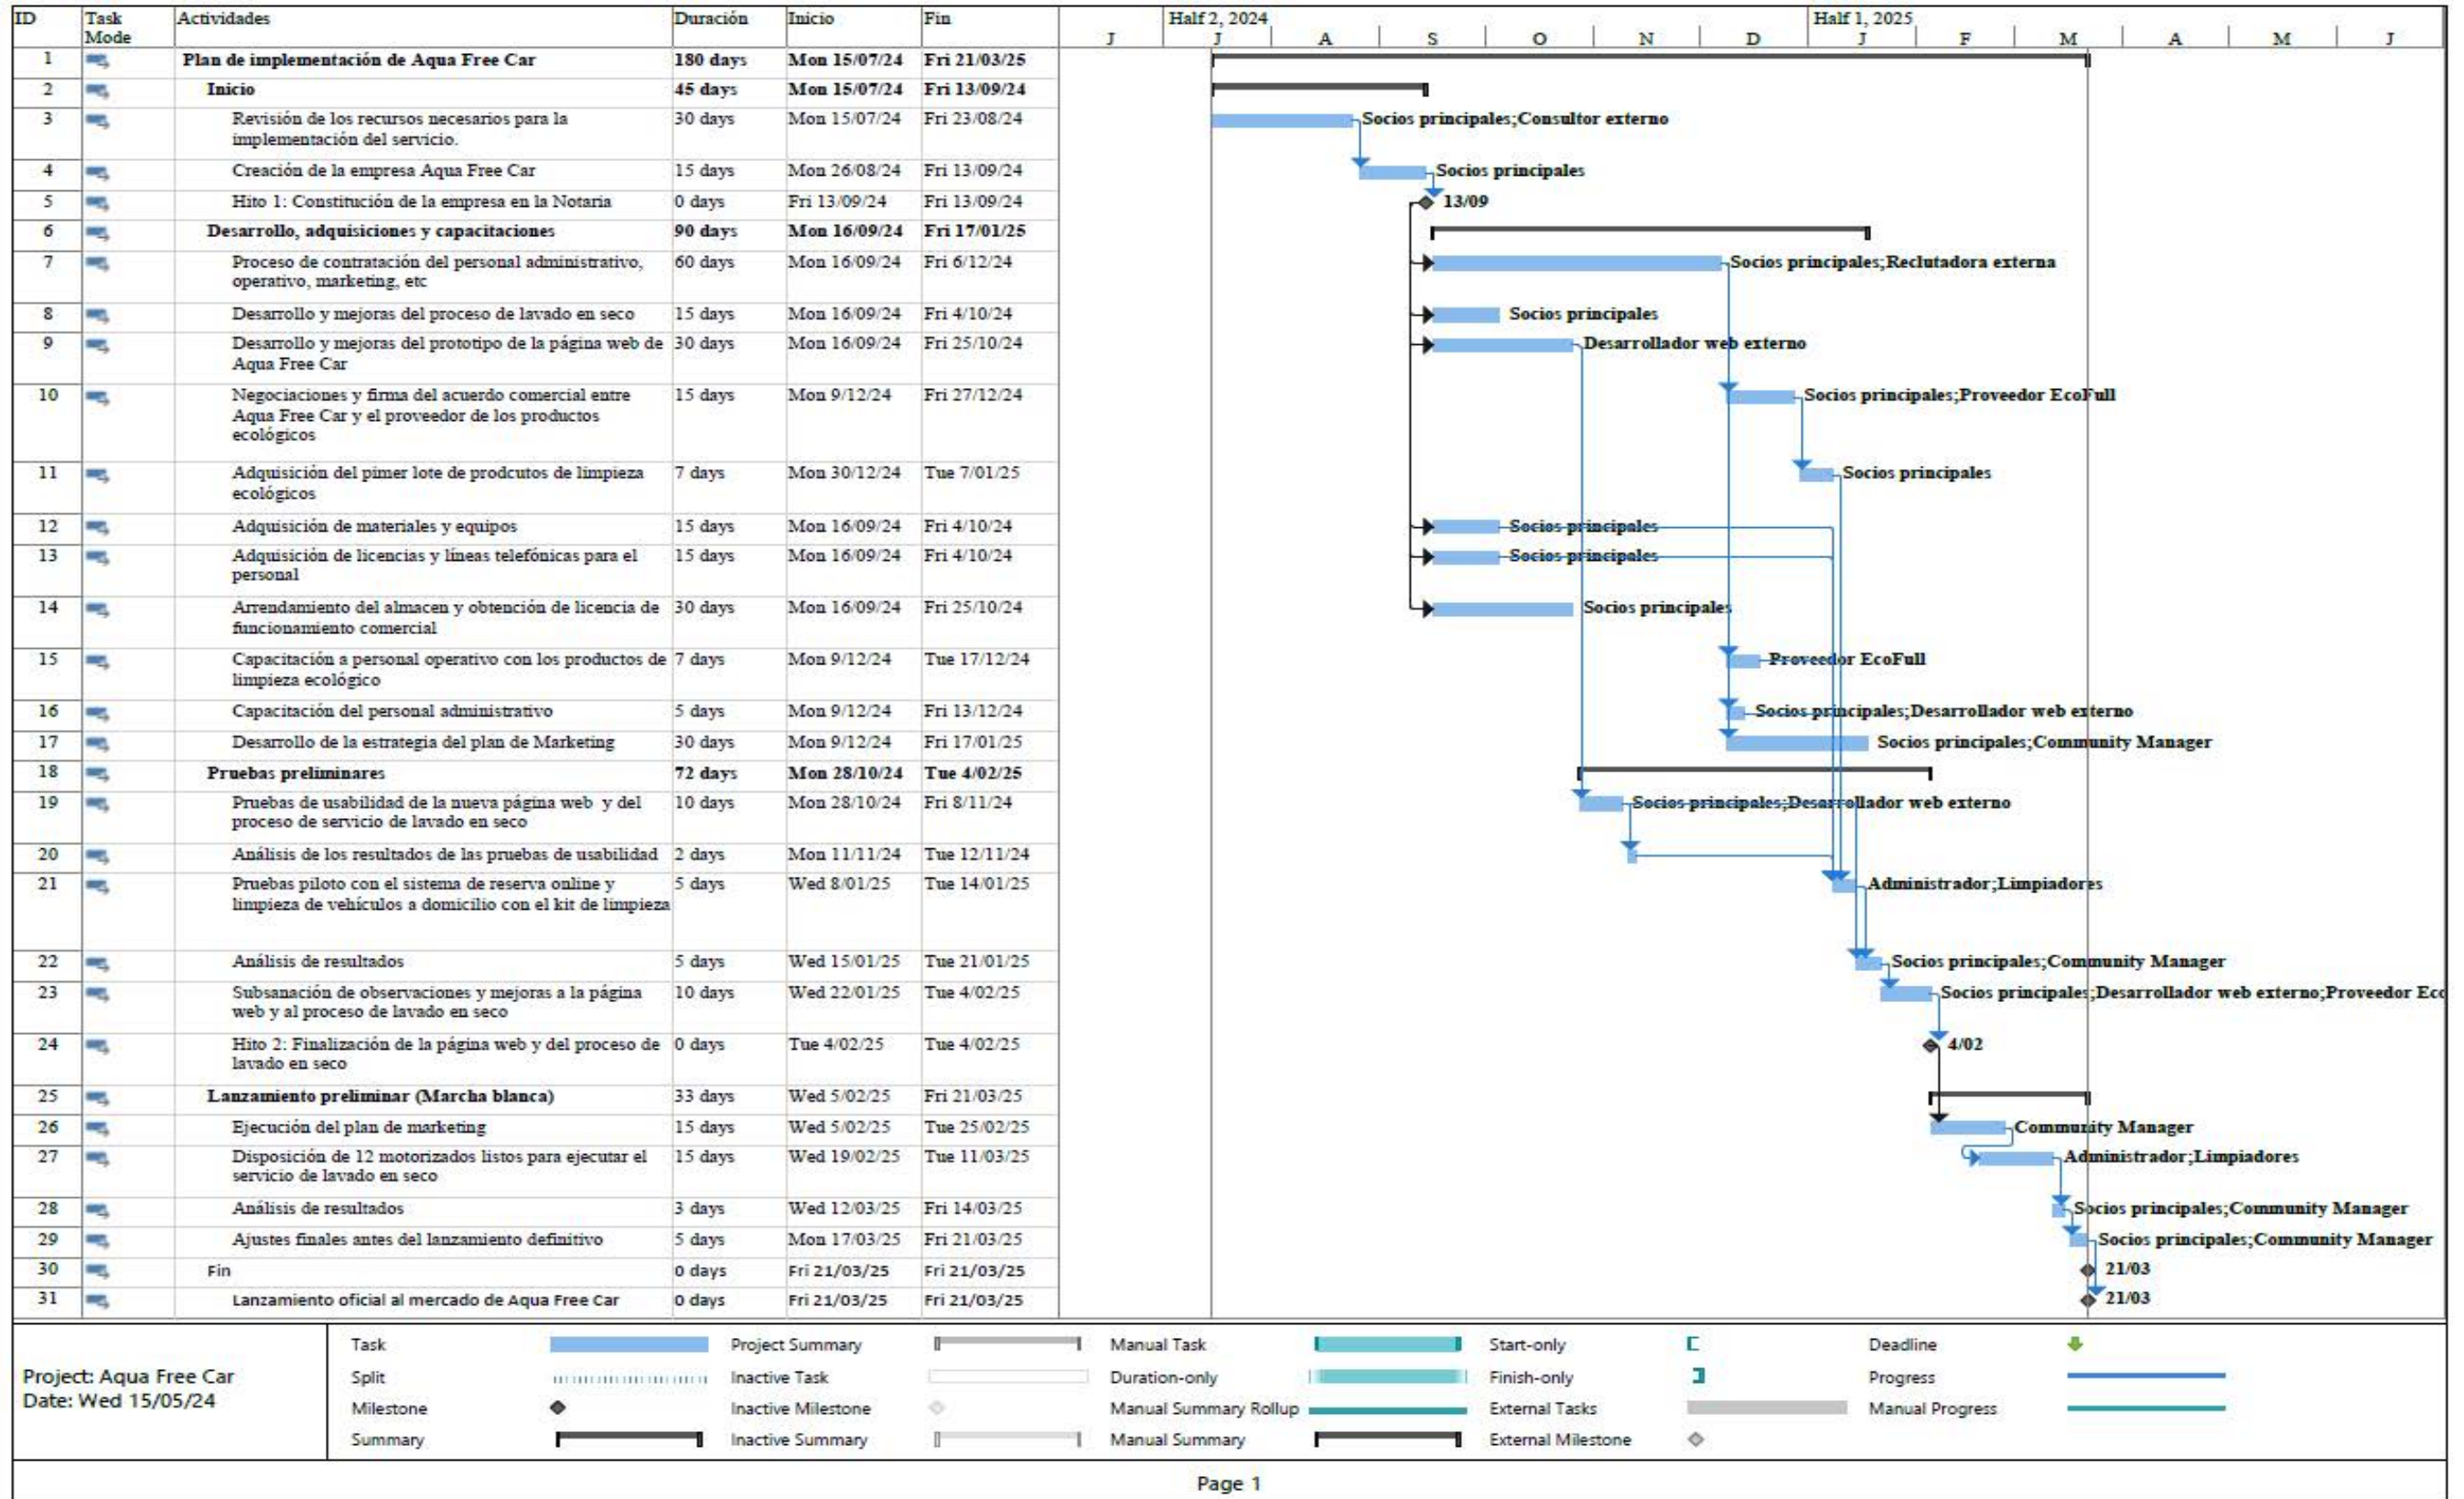 ID Task Mode Actividades Duración Inicio Fin Half 2, 2024 Half 1, 2025
J J A S O N D J F M A M J
1 Plan de implementación de Aqua Free Car 180 days Mon 15/07/24 Fri 21/03/25
2 Inicio 45 days Mon 15/07/24 Fri 13/09/24
3 Revisión de los recursos necesarios para la 30 days Mon 15/07/24 Fri 23/08/24 Socios principales;Consultor externo
implementación del servicio.
4 Creación de la empresa Aqua Free Car 15 days Mon 26/08/24 Fri 13/09/24 Socios principales
5 Hito 1: Constitución de la empresa en la Notaria 0 days Fri 13/09/24 Fri 13/09/24 13/09
6 Desarrollo, adquisiciones y capacitaciones 90 days Mon 16/09/24 Fri 17/01/25
7 Proceso de contratación del personal administrativo, 60 days Mon 16/09/24 Fri 6/12/24 Socios principales;Reclutadora externa
operativo, marketing, etc
8 Desarrollo y mejoras del proceso de lavado en seco 15 days Mon 16/09/24 Fri 4/10/24 Socios principales
9 Desarrollo y mejoras del prototipo de la página web de 30 days Mon 16/09/24 Fri 25/10/24 Desarrollador web externo
Aqua Free Car
10 Negociaciones y firma del acuerdo comercial entre 15 days Mon 9/12/24 Fri 27/12/24 Socios principales;Proveedor EcoFull
Aqua Free Car y el proveedor de los productos
ecológicos
11 Adquisición del pimer lote de prodcutos de limpieza 7 days Mon 30/12/24 Tue 7/01/25 Socios principales
ecológicos
12 Adquisición de materiales y equipos 15 days Mon 16/09/24 Fri 4/10/24 Socios principales
13 Adquisición de licencias y líneas telefónicas para el 15 days Mon 16/09/24 Fri 4/10/24 Socios principales
personal
14 Arrendamiento del almacen y obtención de licencia de 30 days Mon 16/09/24 Fri 25/10/24 Socios principales
funcionamiento comercial
15 Capacitación a personal operativo con los productos de 7 days Mon 9/12/24 Tue 17/12/24 Proveedor EcoFull
limpieza ecológico
16 Capacitación del personal administrativo 5 days Mon 9/12/24 Fri 13/12/24 Socios principales;Desarrollador web externo
17 Desarrollo de la estrategia del plan de Marketing 30 days Mon 9/12/24 Fri 17/01/25 Socios principales;Community Manager
18 Pruebas preliminares 72 days Mon 28/10/24 Tue 4/02/25
19 Pruebas de usabilidad de la nueva página web y del 10 days Mon 28/10/24 Fri 8/11/24 Socios principales;Desarrollador web externo
proceso de servicio de lavado en seco
20 Análisis de los resultados de las pruebas de usabilidad 2 days Mon 11/11/24 Tue 12/11/24
21 Pruebas piloto con el sistema de reserva online y 5 days Wed 8/01/25 Tue 14/01/25 Administrador;Limpiadores
limpieza de vehículos a domicilio con el kit de limpieza
22 Análisis de resultados 5 days Wed 15/01/25 Tue 21/01/25 Socios principales;Community Manager
23 Subsanación de observaciones y mejoras a la página 10 days Wed 22/01/25 Tue 4/02/25 Socios principales;Desarrollador web externo;Proveedor Eco
web y al proceso de lavado en seco
24 Hito 2: Finalización de la página web y del proceso de 0 days Tue 4/02/25 Tue 4/02/25 4/02
lavado en seco
25 Lanzamiento preliminar (Marcha blanca) 33 days Wed 5/02/25 Fri 21/03/25
26 Ejecución del plan de marketing 15 days Wed 5/02/25 Tue 25/02/25 Community Manager
27 Disposición de 12 motorizados listos para ejecutar el 15 days Wed 19/02/25 Tue 11/03/25 Administrador;Limpiadores
servicio de lavado en seco
28 Análisis de resultados 3 days Wed 12/03/25 Fri 14/03/25 Socios principales;Community Manager
29 Ajustes finales antes del lanzamiento definitivo 5 days Mon 17/03/25 Fri 21/03/25 Socios principales;Community Manager
30 Fin 0 days Fri 21/03/25 Fri 21/03/25 21/03
31 Lanzamiento oficial al mercado de Aqua Free Car 0 days Fri 21/03/25 Fri 21/03/25 21/03
Project: Aqua Free Car
Date: Wed 15/05/24
Task Project Summary Manual Task Start-only Deadline
Split Inactive Task Duration-only Finish-only Progress
Milestone Inactive Milestone Manual Summary Rollup External Tasks Manual Progress
Summary Inactive Summary Manual Summary External Milestone
Page 1